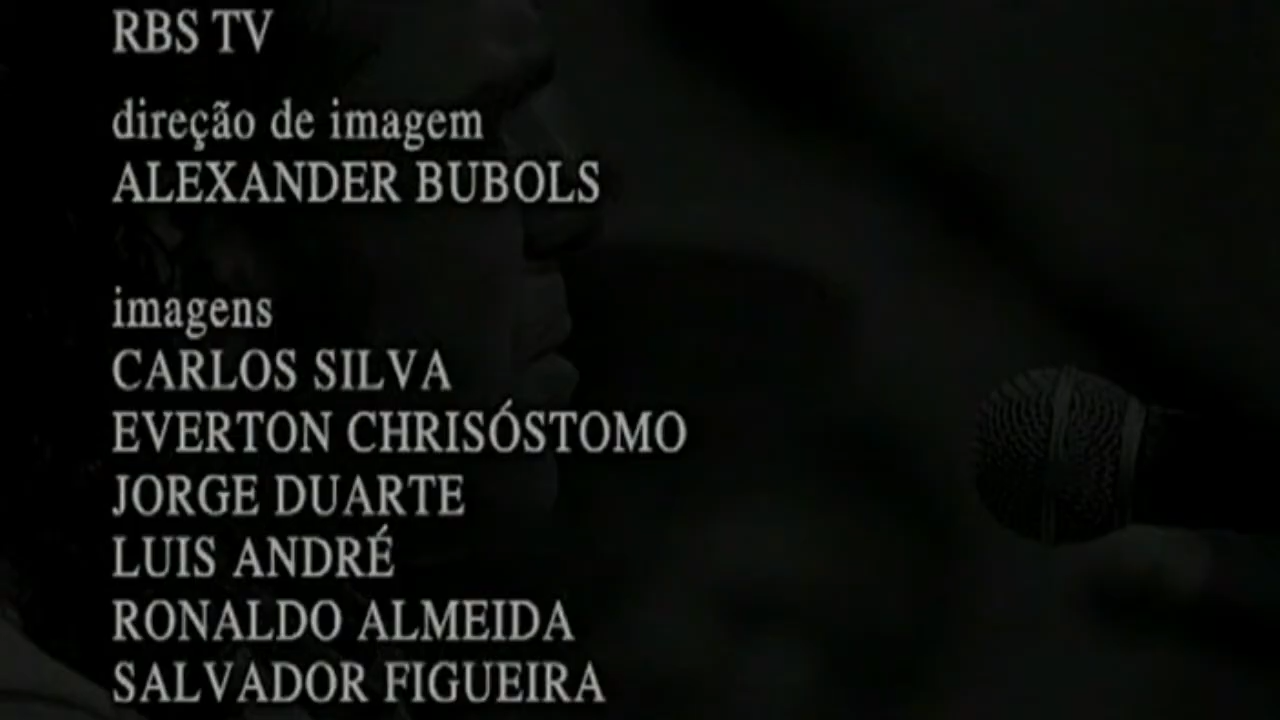 RBS TV
direção de imagem
ALEXANDER BUBOLS
imagens
CARLOS SILVA
EVERTON CHRISÓSTOMO
JORGE DUARTE
LUIS ANDRÉ
RONALDO ALMEIDA
SALVADOR FIGUEIRA